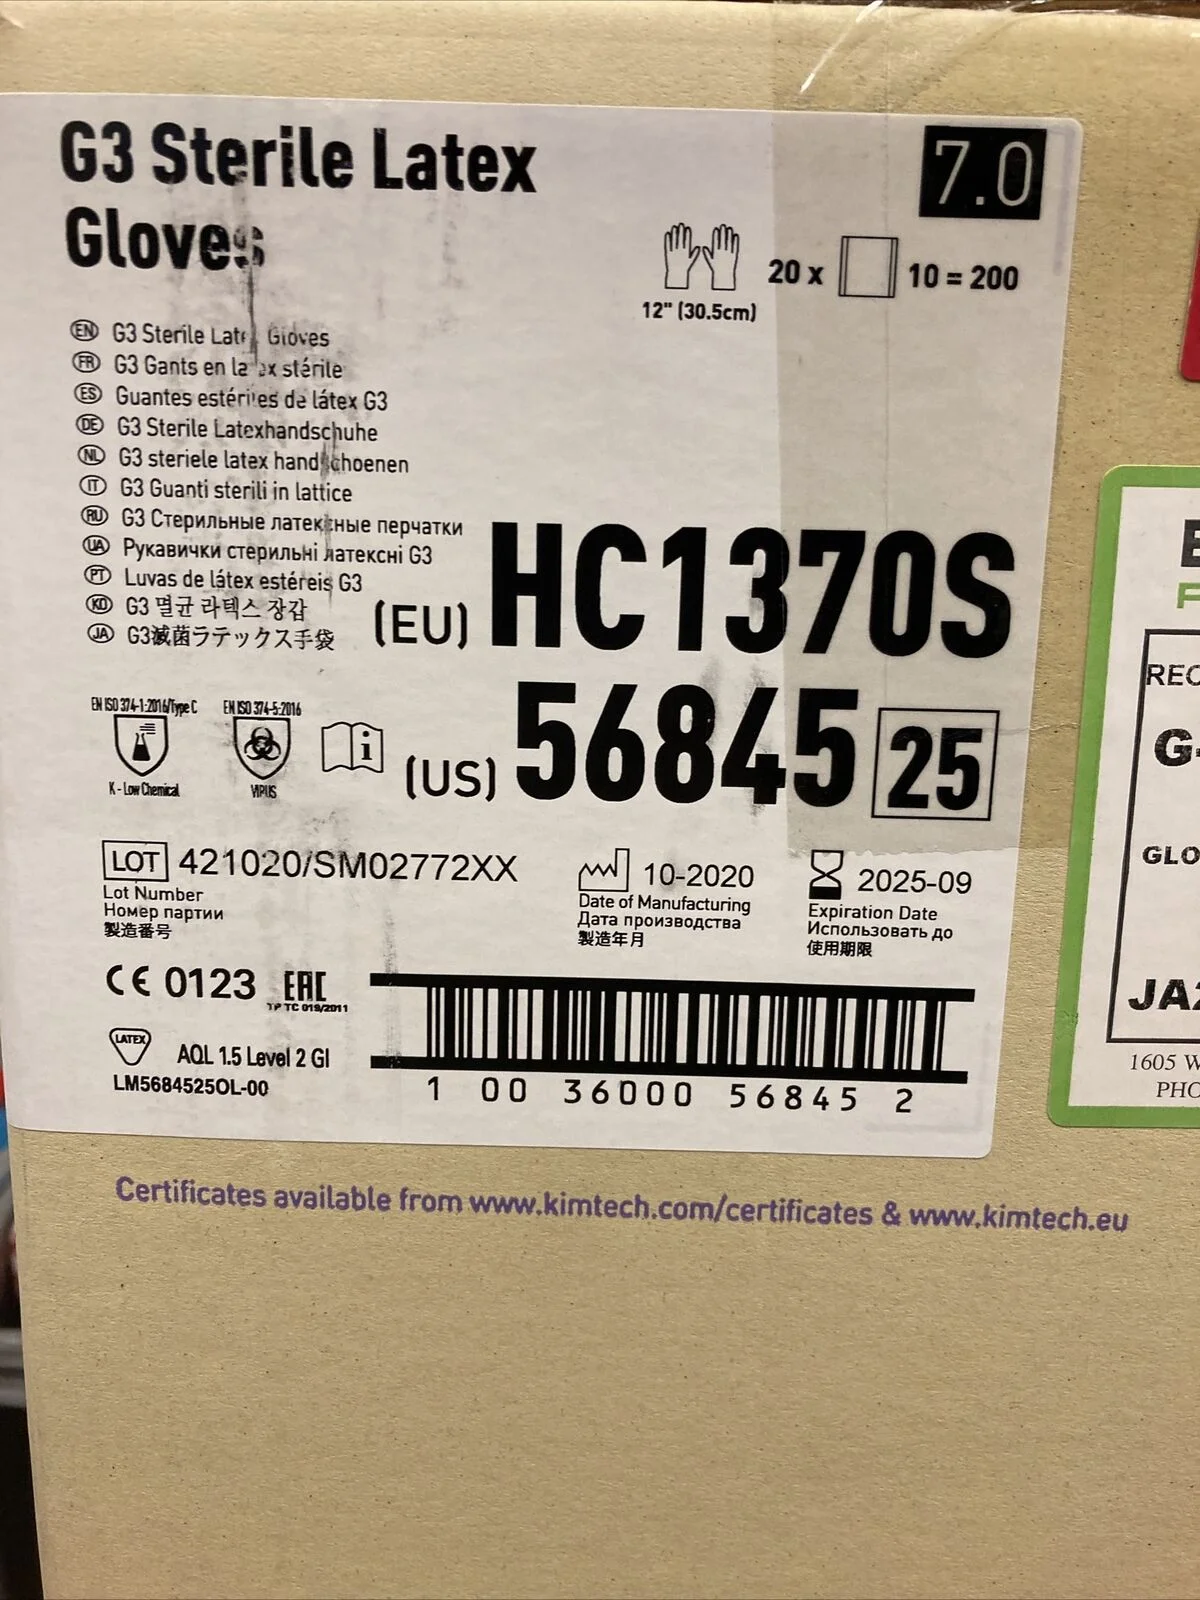 G3 Sterile Latex
Gloves
7.0
12" (30.5cm)
20 x 10 = 200
EN G3 Sterile Latex Gloves
FR G3 Gants en latex stérile
ES Guantes estériles de látex G3
DE G3 Sterile Latexhandschuhe
NL G3 steriele latex handschoenen
IT G3 Guanti sterili in lattice
RU G3 Стерильные латексные перчатки
UA Рукавички стерильні латексні G3
PT Luvas de látex estéreis G3
KO G3 멸균 라텍스 장갑
JA G3滅菌ラテックス手袋
(EU) HC1370S
(US) 56845 25
EN ISO 374-1:2016/Type C
K - Low Chemical
EN ISO 374-5:2016
VIRUS
i
LOT 421020/SM02772XX
Lot Number
Номер партии
製造番号
10-2020
Date of Manufacturing
Дата производства
製造年月
2025-09
Expiration Date
Использовать до
使用期限
CE 0123 EAC
TP TC 019/2011
LATEX
AQL 1.5 Level 2 GI
LM5684525OL-00
1 00 36000 56845 2
Certificates available from www.kimtech.com/certificates & www.kimtech.eu
REC
G-
GLO
JA2
1605 W
PHO